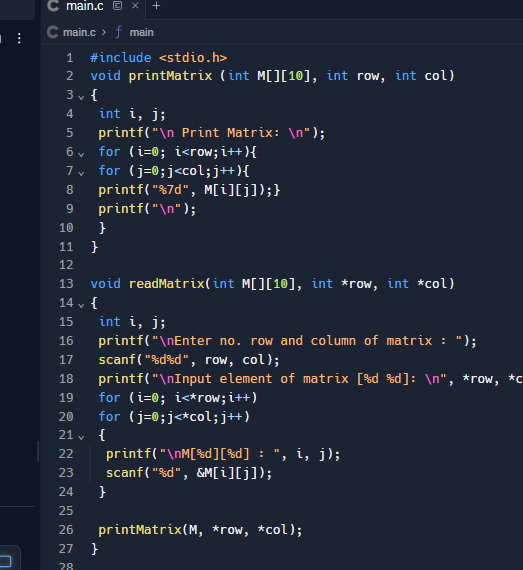 main.c
main.c > main
1 #include <stdio.h>
2 void printMatrix (int M[][10], int row, int col)
3 {
4 int i, j;
5 printf("\n Print Matrix: \n");
6 for (i=0; i<row;i++){
7 for (j=0;j<col;j++){
8 printf("%7d", M[i][j]);}
9 printf("\n");
10 }
11 }
12
13 void readMatrix(int M[][10], int *row, int *col)
14 {
15 int i, j;
16 printf("\nEnter no. row and column of matrix : ");
17 scanf("%d%d", row, col);
18 printf("\nInput element of matrix [%d %d]: \n", *row, *c
19 for (i=0; i<*row;i++)
20 for (j=0;j<*col;j++)
21 {
22 printf("\nM[%d][%d] : ", i, j);
23 scanf("%d", &M[i][j]);
24 }
25
26 printMatrix(M, *row, *col);
27 }
28